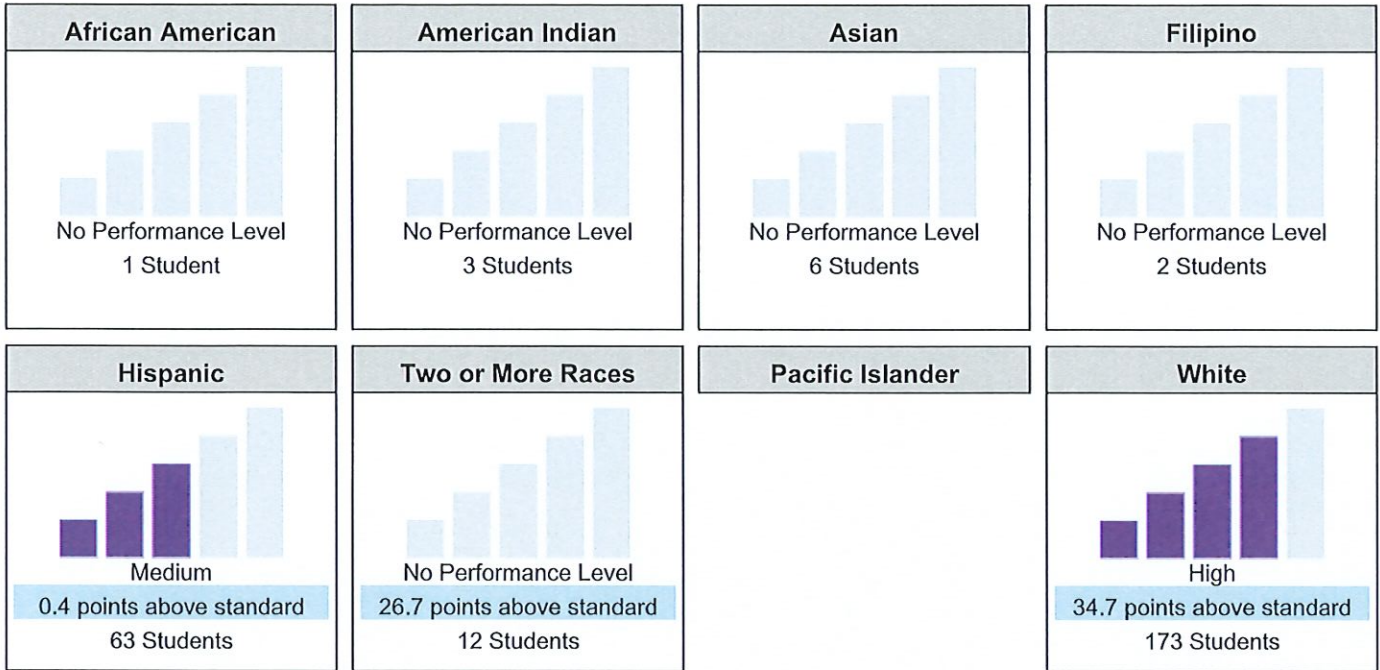 African American
No Performance Level
1 Student
American Indian
No Performance Level
3 Students
Asian
No Performance Level
6 Students
Filipino
No Performance Level
2 Students
Hispanic
Medium
0.4 points above standard
63 Students
Two or More Races
No Performance Level
26.7 points above standard
12 Students
Pacific Islander
White
High
34.7 points above standard
173 Students